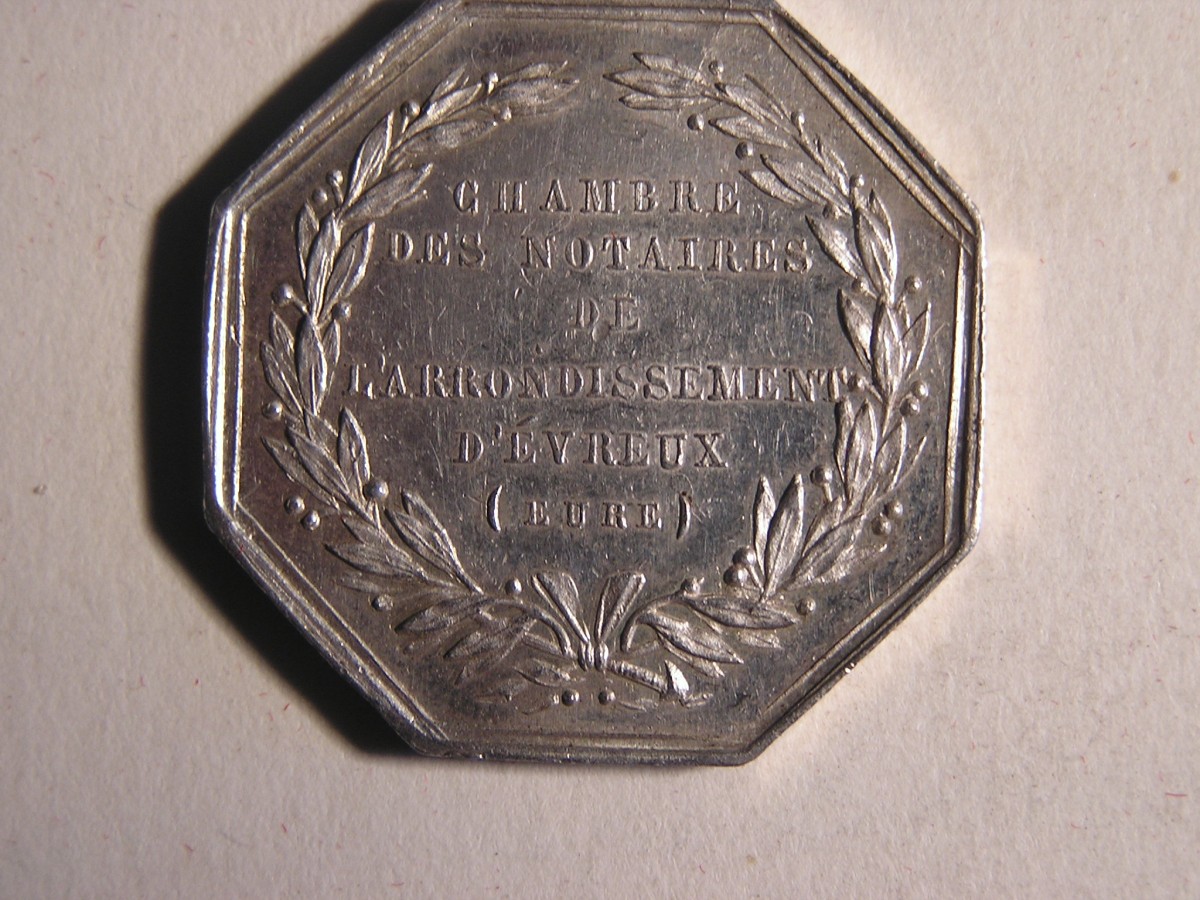 CHAMBRE
DES NOTAIRES
DE
L'ARRONDISSEMENT
D'ÉVREUX
(EURE)